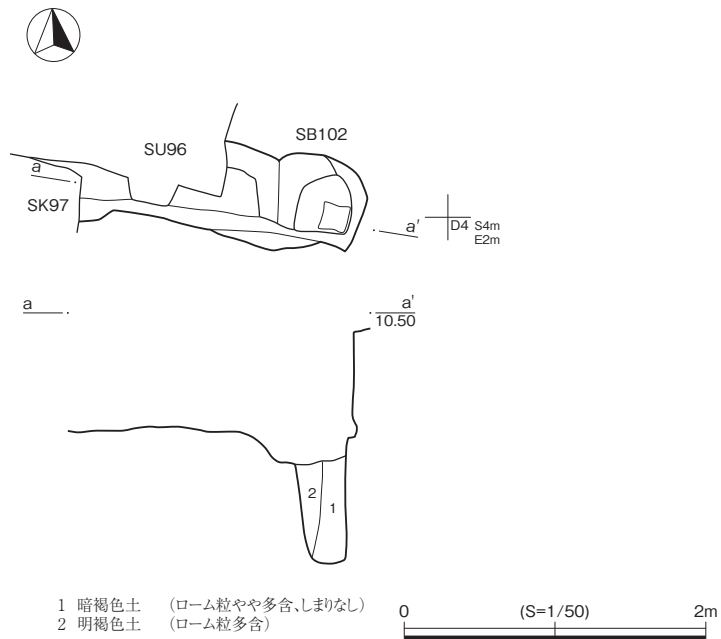 SB102
SU96
a
SK97
a'
D4 S4m
E2m
a
a'
10.50
2
1
1 暗褐色土 (ローム粒やや多含、しまりなし)
2 明褐色土 (ローム粒多含)
0 (S=1/50) 2m